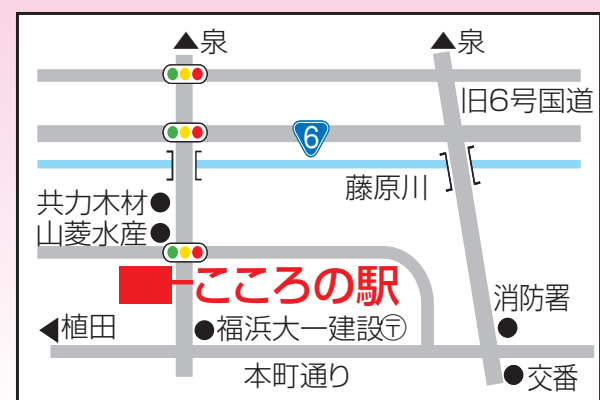 ▲泉
▲泉
旧6号国道
6
藤原川
共力木材●
山菱水産●
こころの駅
消防署
●
◀植田
●福浜大一建設〒
本町通り
●交番